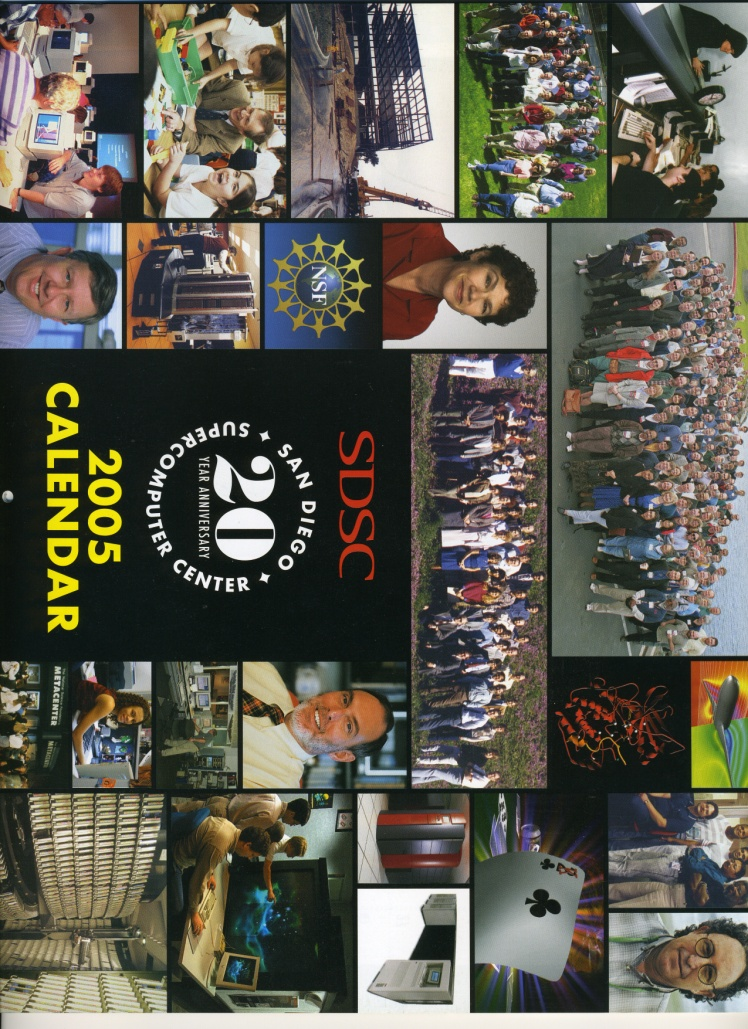 NSF
SDSC
SAN DIEGO
SUPERCOMPUTER CENTER
20
YEAR ANNIVERSARY
2005
CALENDAR
METACENTER